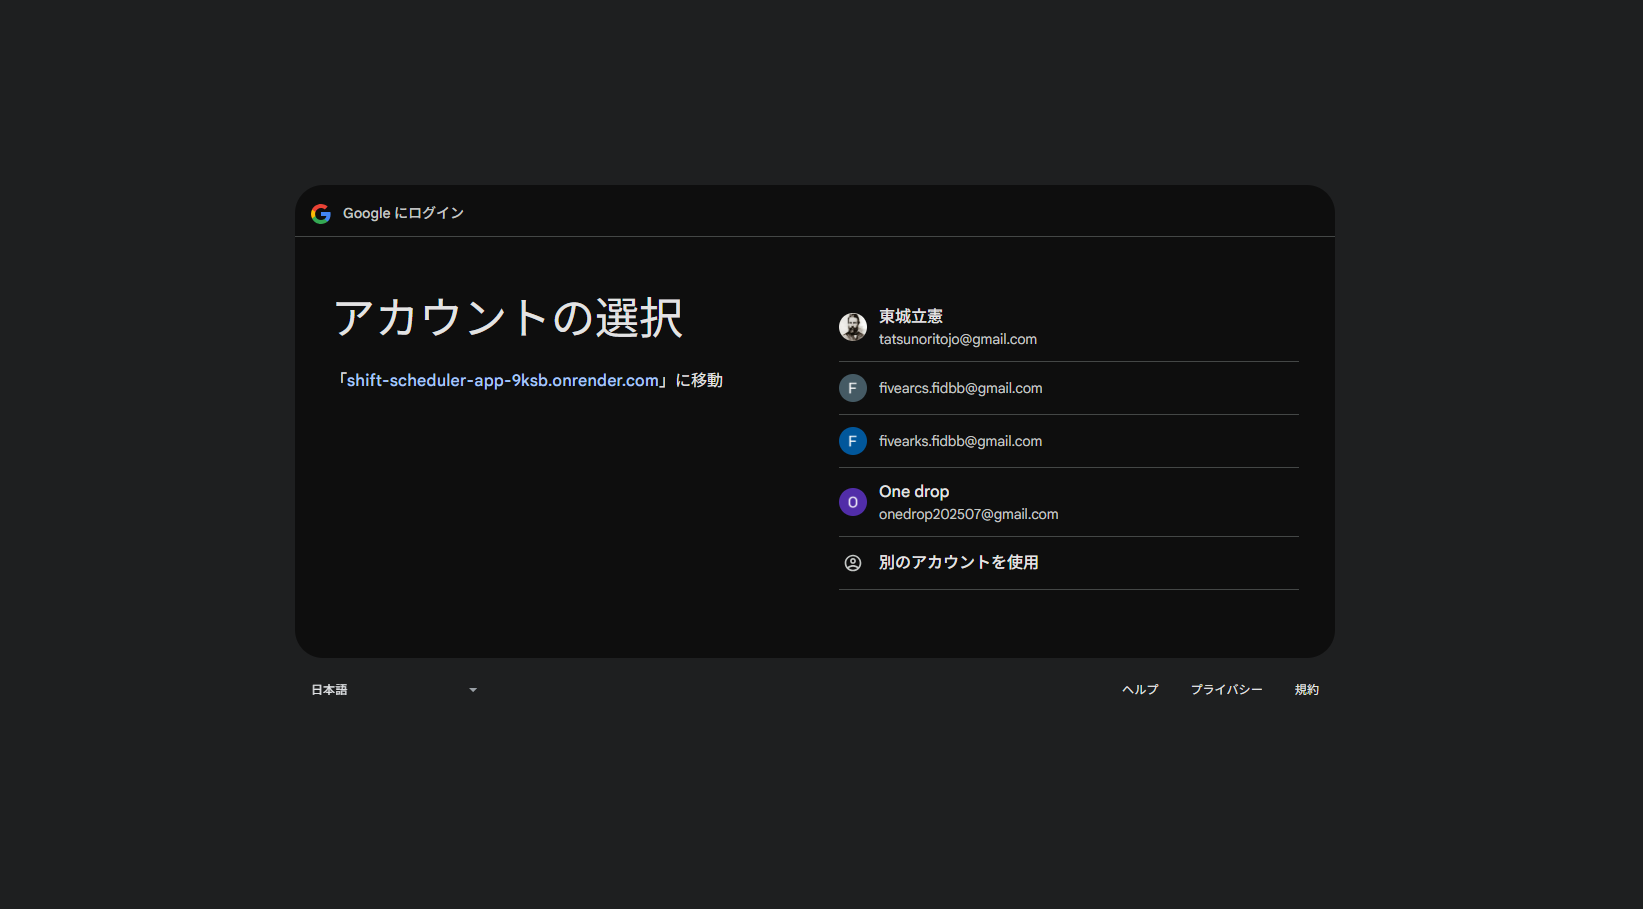 Google にログイン
アカウントの選択
「shift-scheduler-app-9ksb.onrender.com」に移動
東城立憲
tatsunoritojo@gmail.com
F
fivearcs.fidbb@gmail.com
F
fivearks.fidbb@gmail.com
O
One drop
onedrop202507@gmail.com
別のアカウントを使用
日本語
ヘルプ プライバシー 規約